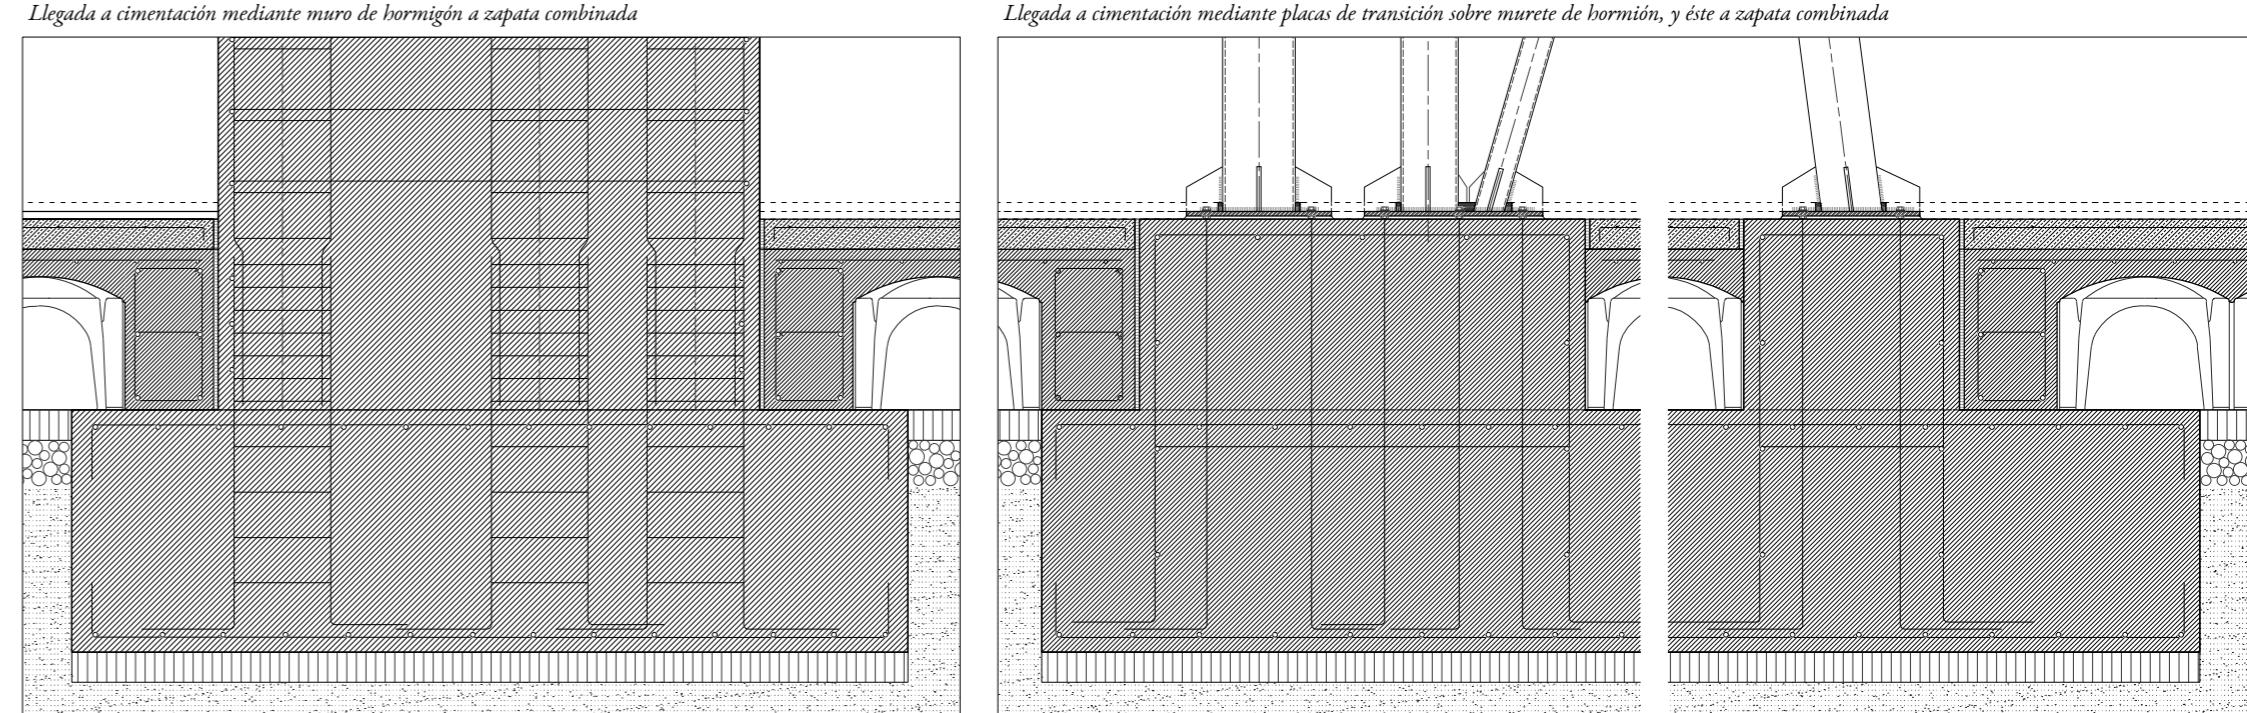 Llegada a cimentación mediante muro de hormigón a zapata combinada
Llegada a cimentación mediante placas de transición sobre murete de hormión, y éste a zapata combinada